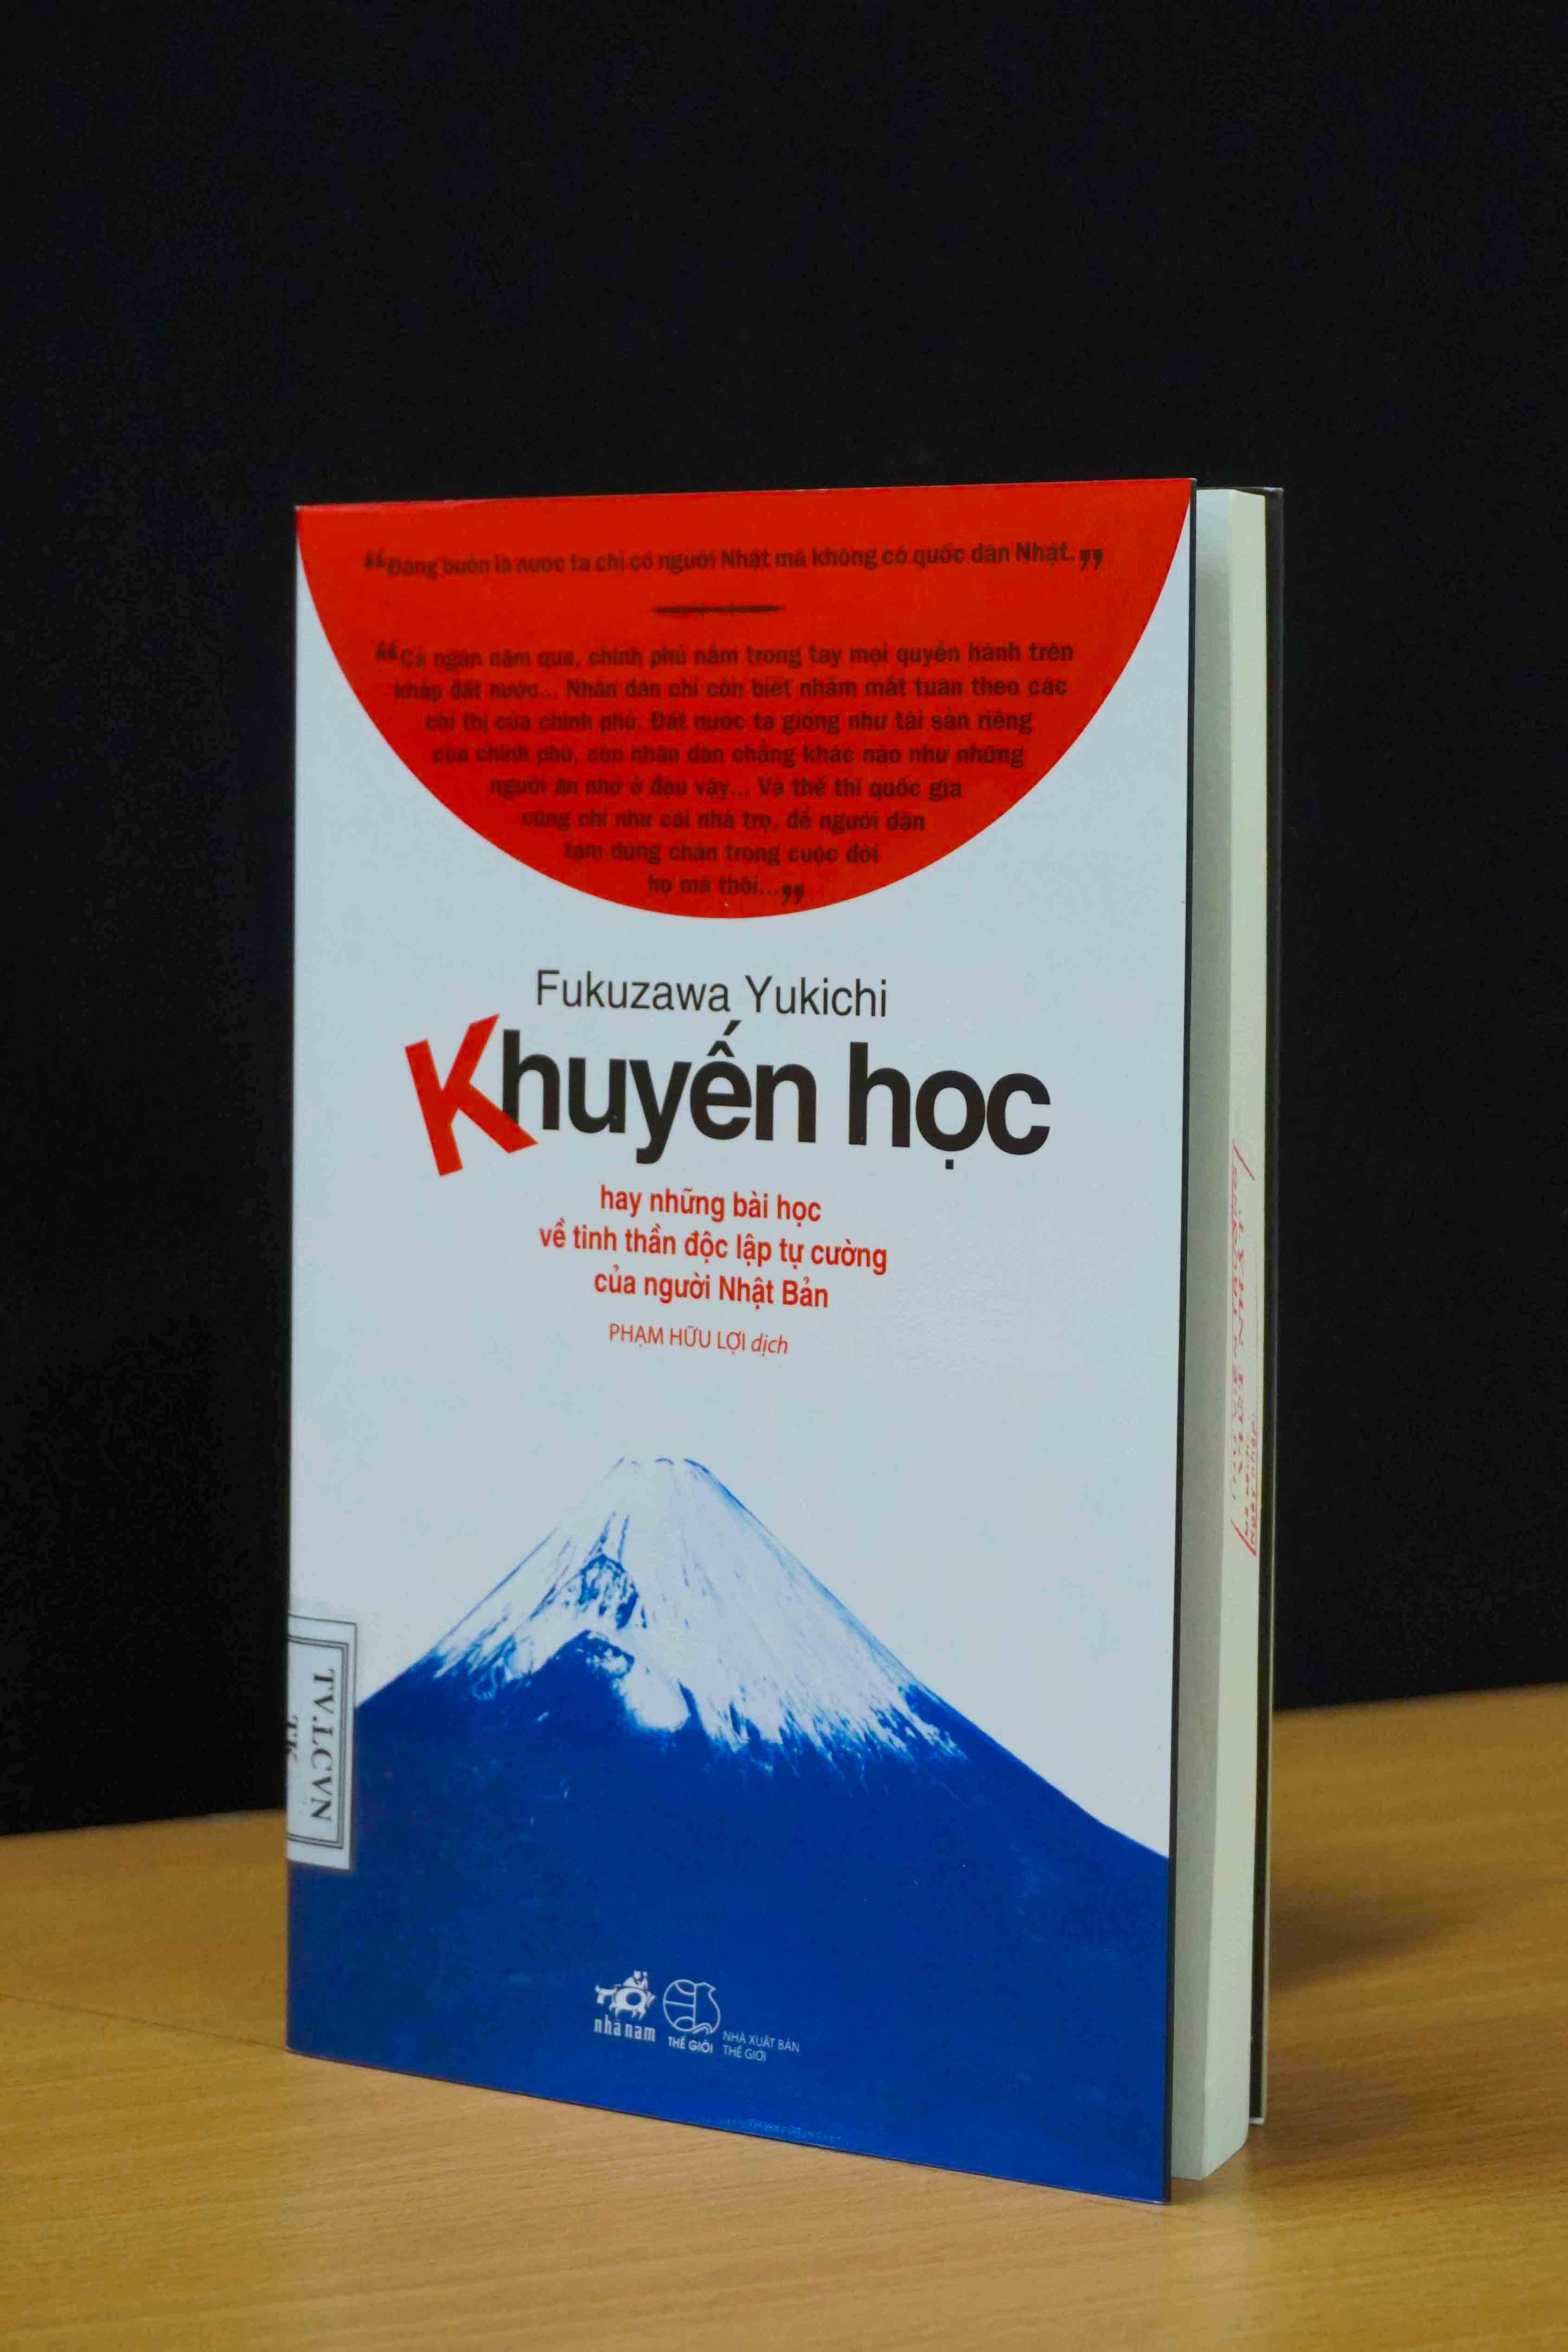 “Đáng buồn là nước ta chỉ có người Nhật mà không có quốc dân Nhật.”
“Cả ngàn năm qua, chính phủ nắm trong tay mọi quyền hành trên
khắp đất nước... Nhân dân chỉ còn biết nhắm mắt tuân theo các
chỉ thị của chính phủ. Đất nước ta giống như tài sản riêng
của chính phủ, còn nhân dân chẳng khác nào như những
người ăn nhờ ở đậu vậy... Và thế thì quốc gia
cũng chỉ như cái nhà trọ, để người dân
tạm dừng chân trong cuộc đời
họ mà thôi...”
Fukuzawa Yukichi
Khuyến học
hay những bài học
về tinh thần độc lập tự cường
của người Nhật Bản
PHẠM HỮU LỢI dịch
TV.LCVN
nhã nam
THẾ GIỚI
NHÀ XUẤT BẢN
THẾ GIỚI